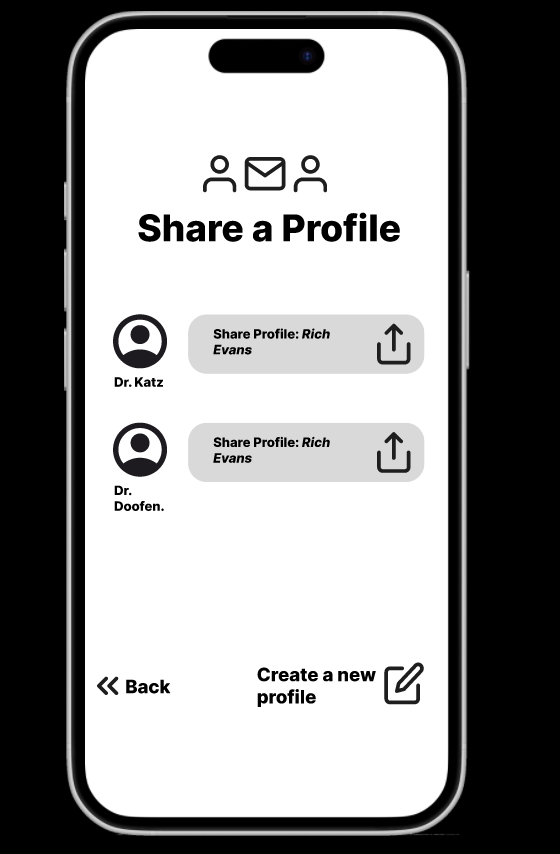 Share a Profile
Share Profile: Rich
Evans
Dr. Katz
Share Profile: Rich
Evans
Dr.
Doofen.
Back
Create a new
profile